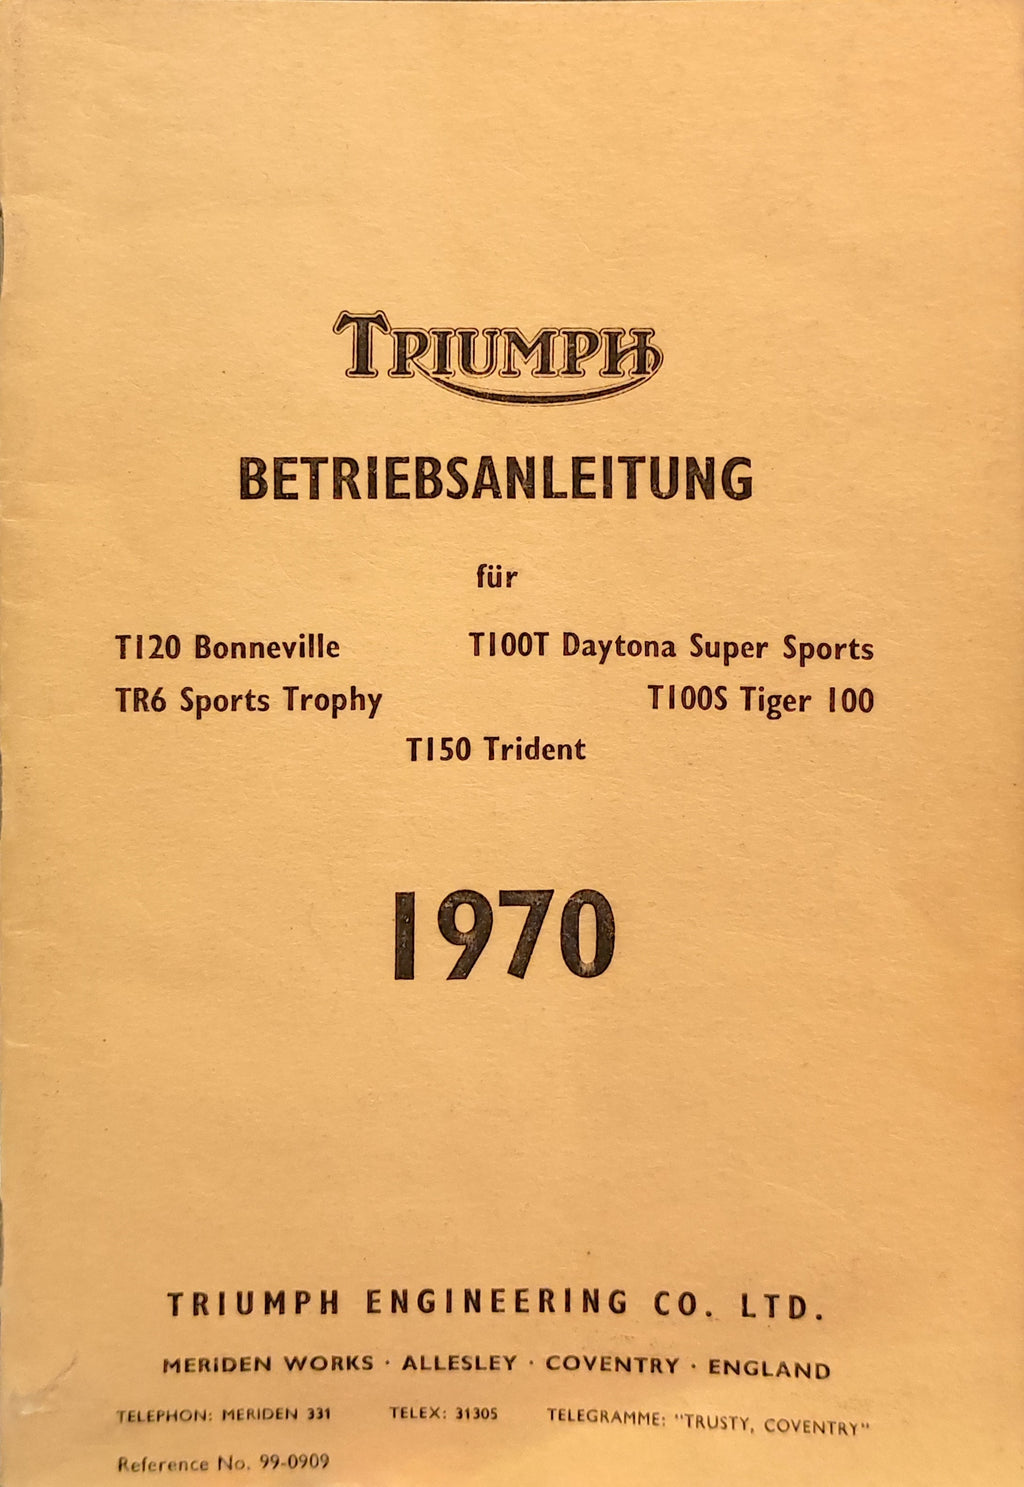 TRIUMPH
BETRIEBSANLEITUNG
für
T120 Bonneville T100T Daytona Super Sports
TR6 Sports Trophy T100S Tiger 100
T150 Trident
1970
TRIUMPH ENGINEERING CO. LTD.
MERIDEN WORKS · ALLESLEY · COVENTRY · ENGLAND
TELEPHON: MERIDEN 331 TELEX: 31305 TELEGRAMME: "TRUSTY, COVENTRY"
Reference No. 99-0909